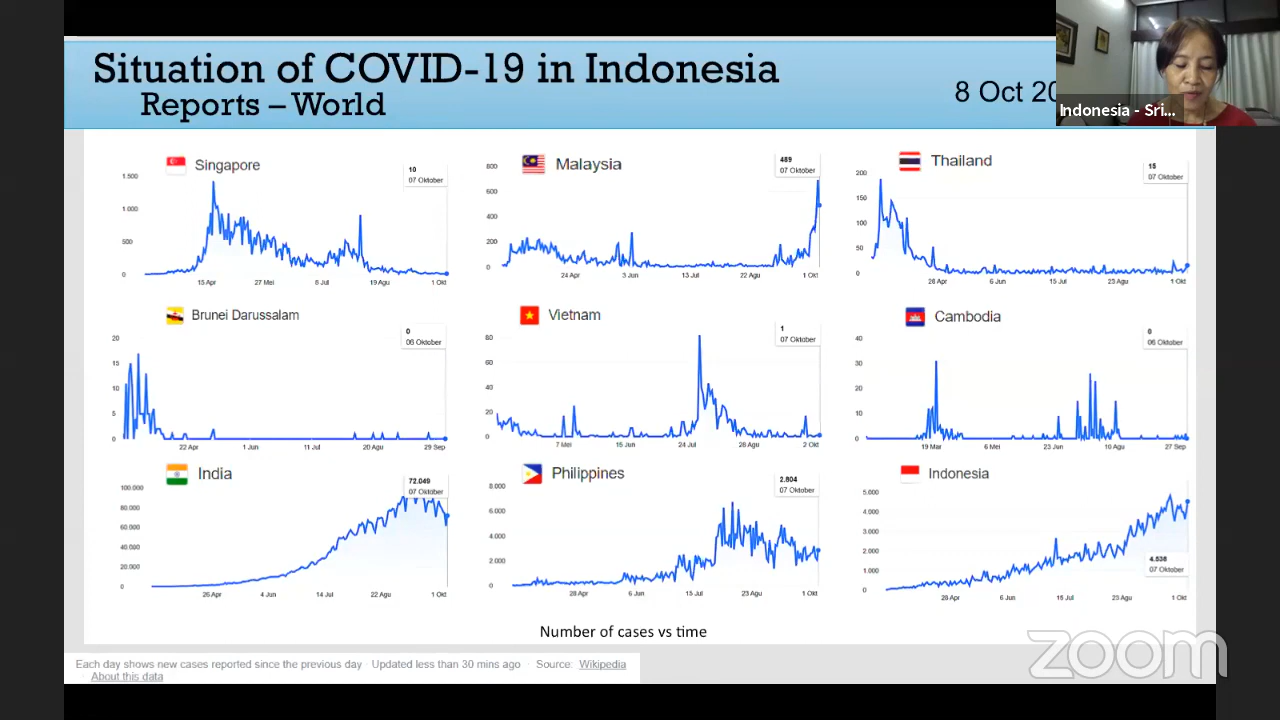 Situation of COVID-19 in Indonesia
Reports – World
8 Oct
Indonesia - Sri...
Singapore
1.500
1.000
500
0
15 Apr
27 Mei
8 Jul
19 Agu
1 Okt
10
07 Oktober
Malaysia
800
600
400
200
0
24 Apr
3 Jun
13 Jul
22 Agu
1 Okt
489
07 Oktober
Thailand
200
150
100
50
0
28 Apr
6 Jun
15 Jul
23 Agu
1 Okt
15
07 Oktober
Brunei Darussalam
20
15
10
5
0
22 Apr
1 Jun
11 Jul
20 Agu
29 Sep
0
06 Oktober
Vietnam
80
60
40
20
0
7 Mei
15 Jun
24 Jul
28 Agu
2 Okt
1
07 Oktober
Cambodia
40
30
20
10
0
19 Mar
6 Mei
23 Jun
10 Agu
27 Sep
0
06 Oktober
India
100.000
80.000
60.000
40.000
20.000
0
26 Apr
4 Jun
14 Jul
22 Agu
1 Okt
72.049
07 Oktober
Philippines
8.000
6.000
4.000
2.000
0
28 Apr
6 Jun
15 Jul
23 Agu
1 Okt
2.804
07 Oktober
Indonesia
5.000
4.000
3.000
2.000
1.000
0
28 Apr
6 Jun
15 Jul
23 Agu
1 Okt
4.538
07 Oktober
Number of cases vs time
Each day shows new cases reported since the previous day · Updated less than 30 mins ago · Source: Wikipedia
· About this data
zoom